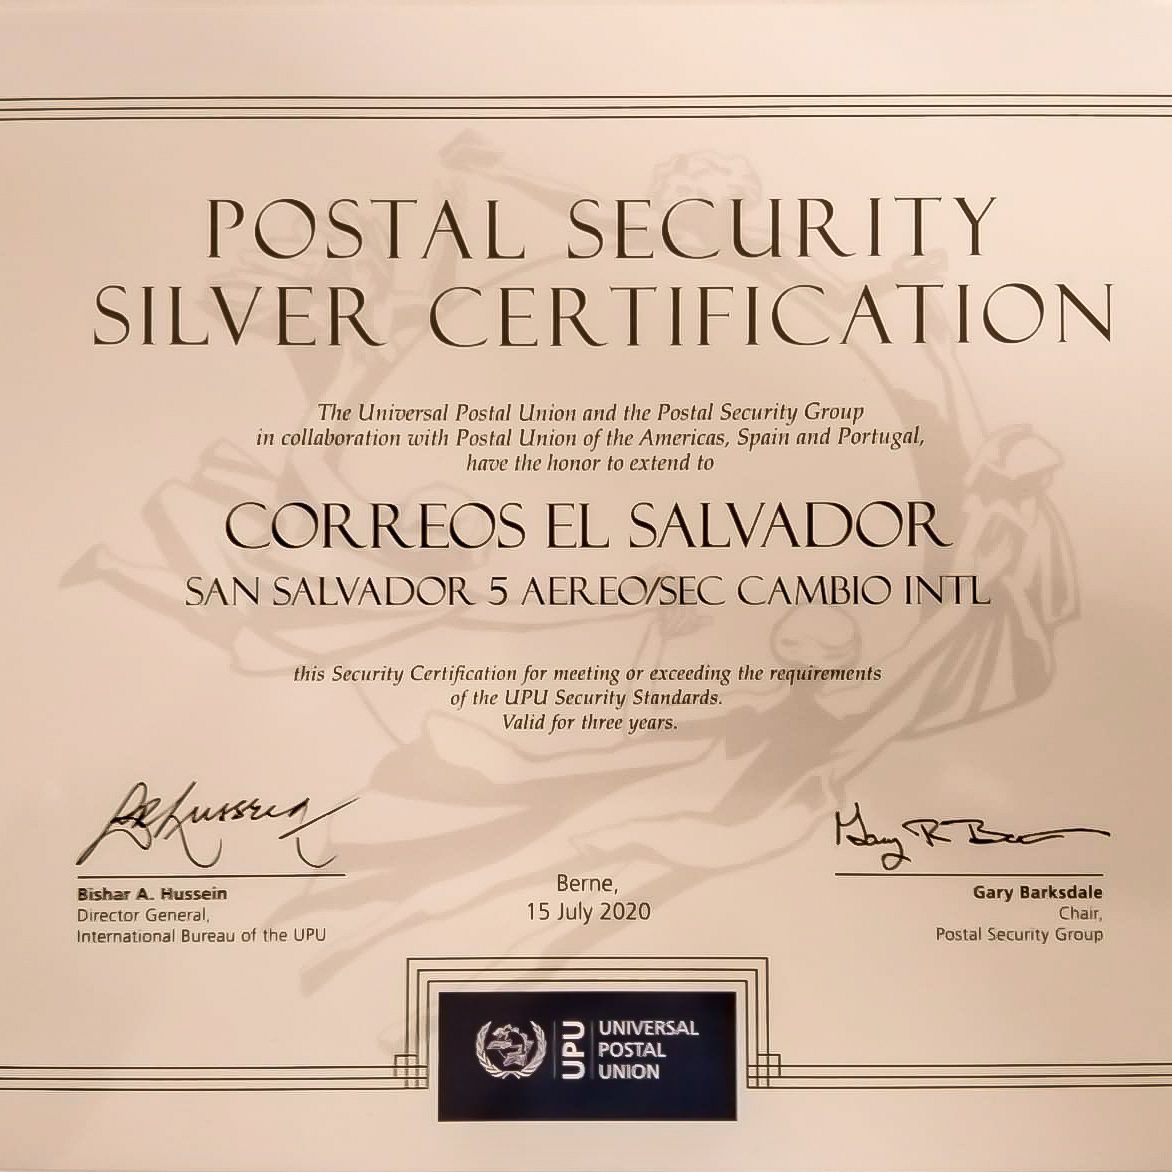 POSTAL SECURITY
SILVER CERTIFICATION
The Universal Postal Union and the Postal Security Group
in collaboration with Postal Union of the Americas, Spain and Portugal,
have the honor to extend to
CORREOS EL SALVADOR
SAN SALVADOR 5 AEREO/SEC CAMBIO INTL
this Security Certification for meeting or exceeding the requirements
of the UPU Security Standards.
Valid for three years.
Bishar A. Hussein
Director General,
International Bureau of the UPU
Berne,
15 July 2020
Gary Barksdale
Chair,
Postal Security Group
UPU
UNIVERSAL
POSTAL
UNION